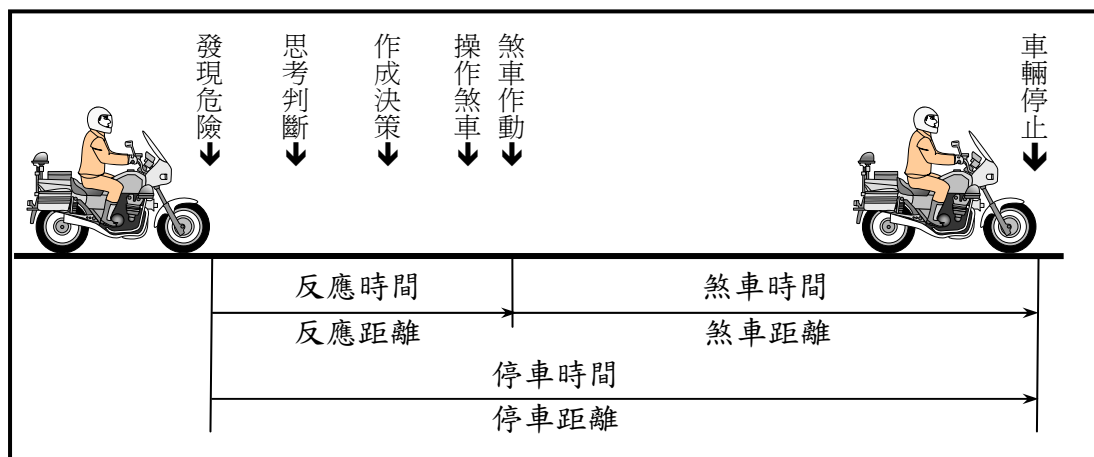 發現危險
思考判斷
作成決策
操作煞車
煞車作動
車輛停止
反應時間
煞車時間
反應距離
煞車距離
停車時間
停車距離